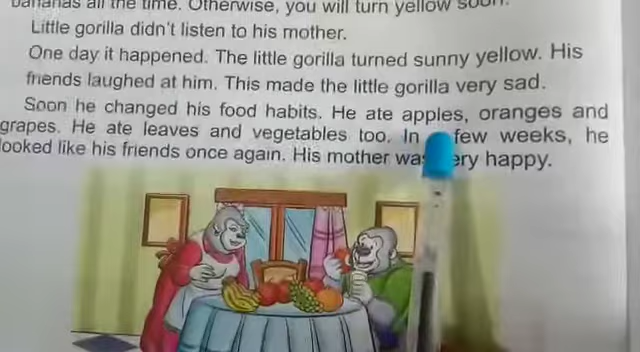 bananas all the time. Otherwise, you will turn yellow soon.
Little gorilla didn't listen to his mother.
One day it happened. The little gorilla turned sunny yellow. His
friends laughed at him. This made the little gorilla very sad.
Soon he changed his food habits. He ate apples, oranges and
grapes. He ate leaves and vegetables too. In few weeks, he
looked like his friends once again. His mother was very happy.